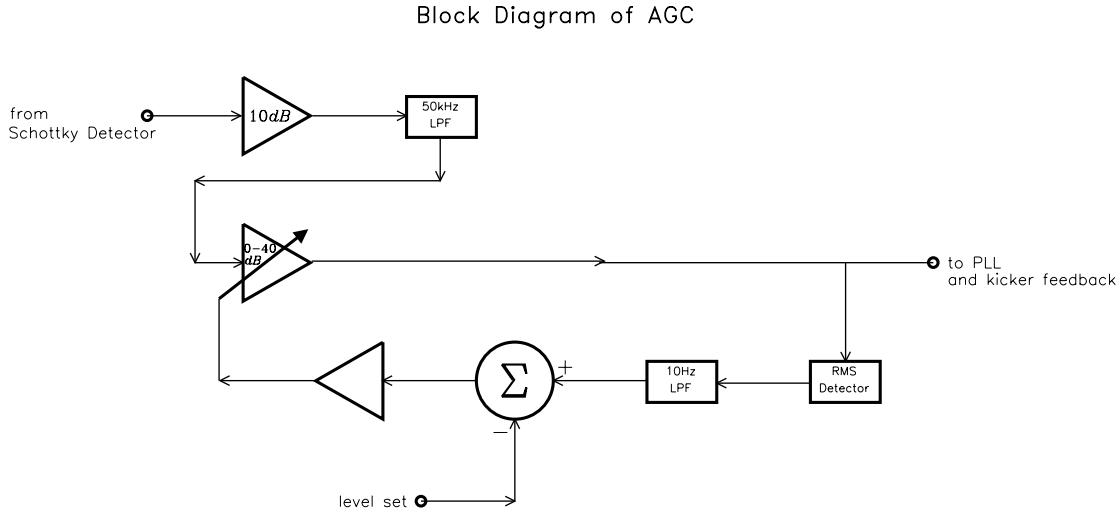 Block Diagram of AGC
from
Schottky Detector
10dB
50kHz
LPF
0-40
dB
to PLL
and kicker feedback
Σ
+
−
10Hz
LPF
RMS
Detector
level set